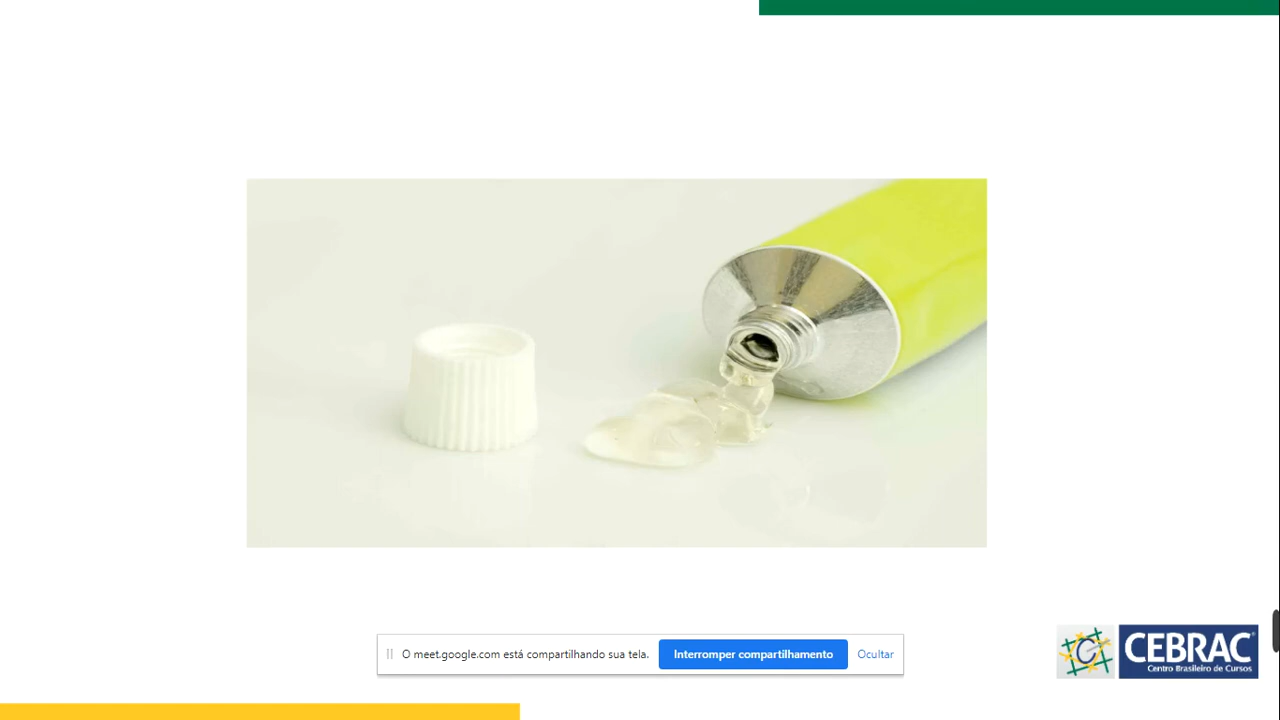 O meet.google.com está compartilhando sua tela.
Interromper compartilhamento
Ocultar
CEBRAC®
Centro Brasileiro de Cursos